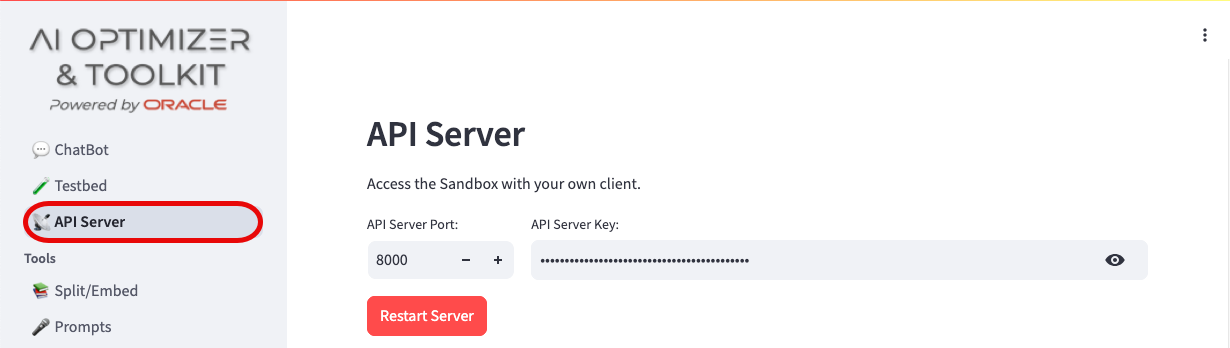 AI OPTIMIZER
& TOOLKIT
Powered by ORACLE
ChatBot
Testbed
API Server
Tools
Split/Embed
Prompts
API Server
Access the Sandbox with your own client.
API Server Port:
API Server Key:
8000
••••••••••••••••••••••••••••••••••••••••••••
Restart Server